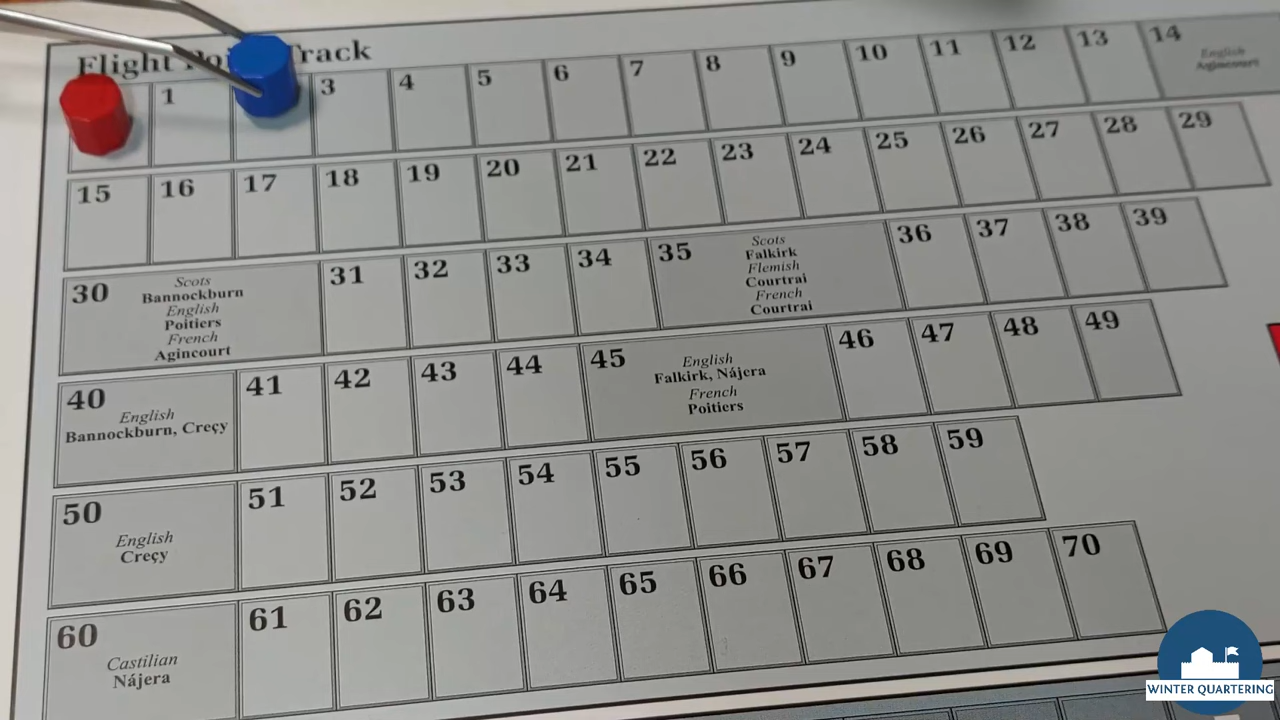 Flight Point Track
1 3 4 5 6 7 8 9 10 11 12 13 14 English
Agincourt
15 16 17 18 19 20 21 22 23 24 25 26 27 28 29
30 Scots
Bannockburn
English
Poitiers
French
Agincourt
31 32 33 34
35 Scots
Falkirk
Flemish
Courtrai
French
Courtrai
36 37 38 39
40
English
Bannockburn, Creçy
41 42 43 44
45 English
Falkirk, Nájera
French
Poitiers
46 47 48 49
50
English
Creçy
51 52 53 54 55 56 57 58 59
60
Castilian
Nájera
61 62 63 64 65 66 67 68 69 70
WINTER QUARTERING